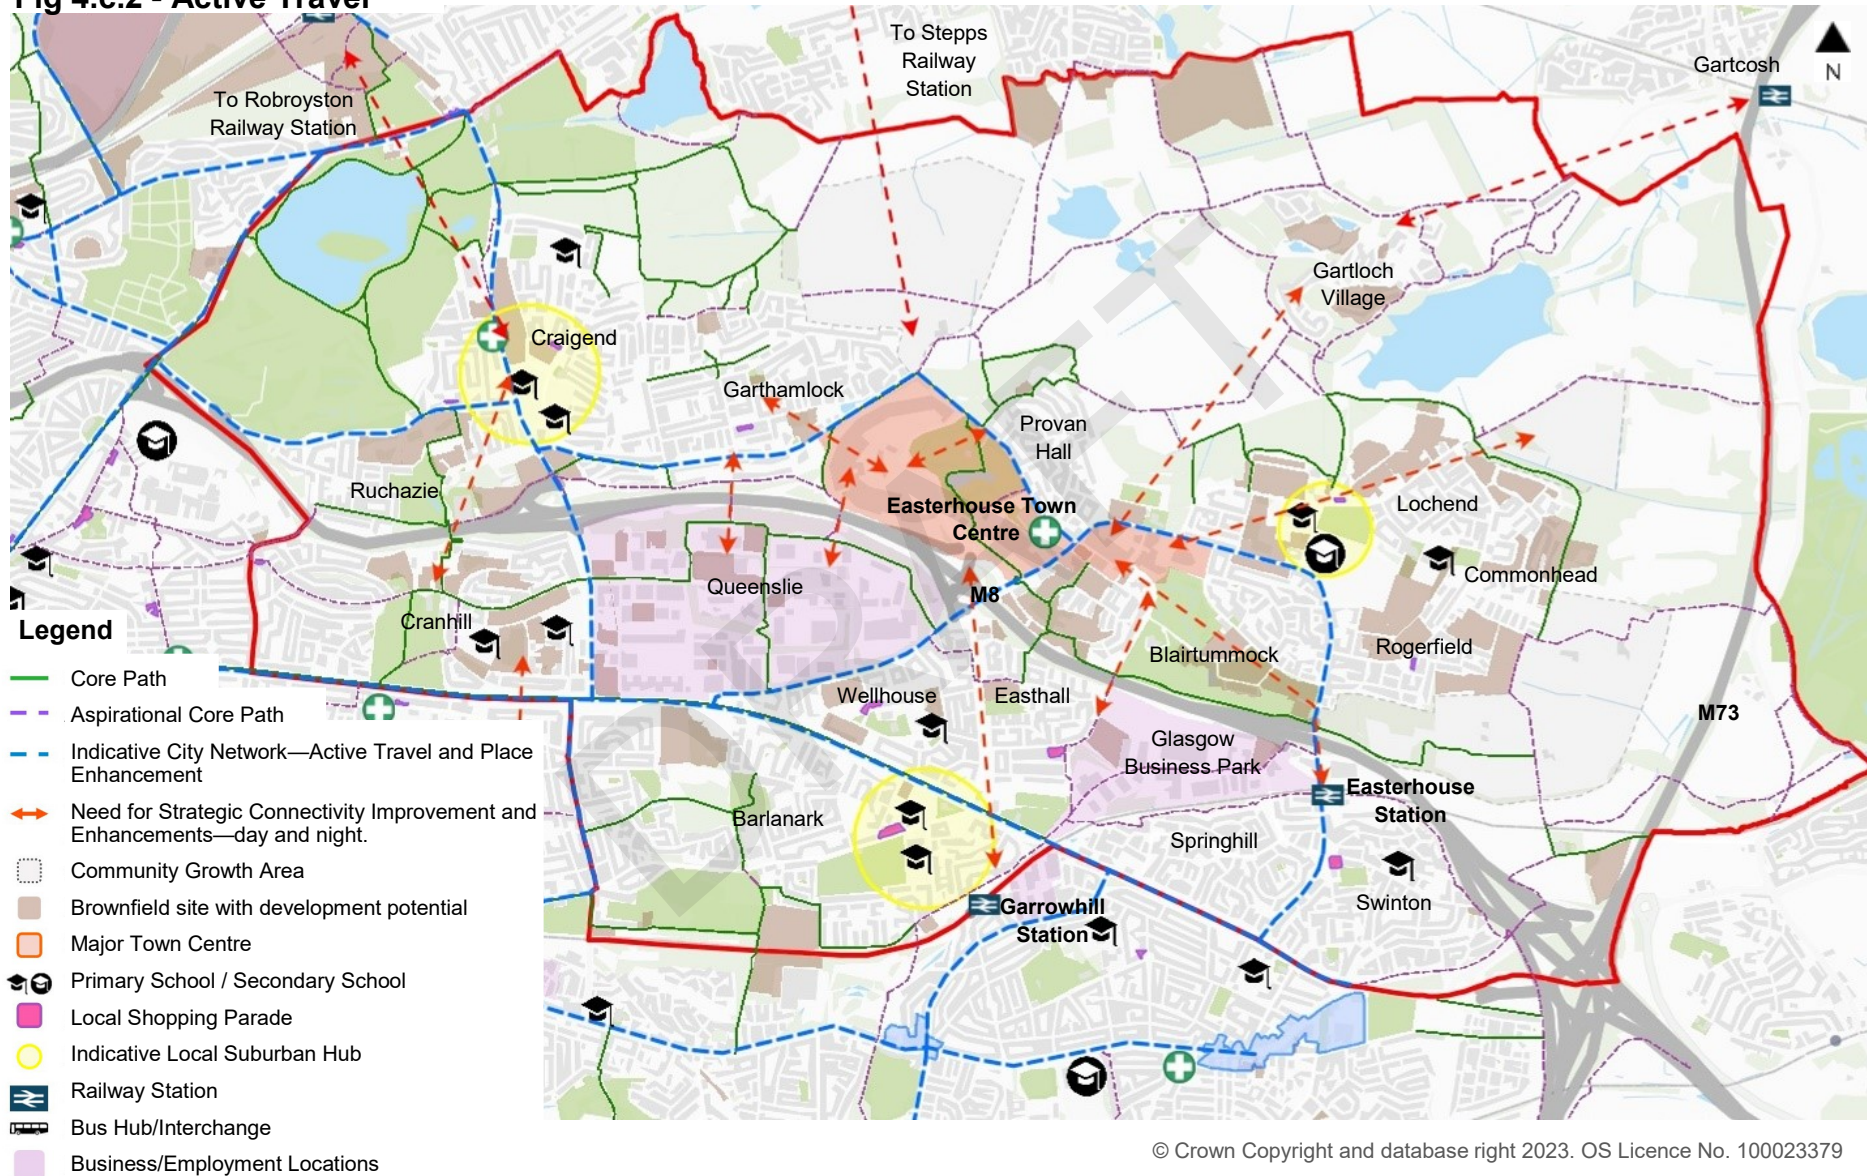 Fig 4.c.2 - Active Travel
To Stepps
Railway
Station
Gartcosh
N
To Robroyston
Railway Station
Gartloch
Village
Craigend
Garthamlock
Provan
Hall
Ruchazie
Easterhouse Town
Centre
Lochend
Queenslie
M8
Commonhead
Cranhill
Rogerfield
Blairtummock
Wellhouse
Easthall
M73
Glasgow
Business Park
Easterhouse
Station
Barlanark
Springhill
Swinton
Garrowhill
Station
DRAFT
Legend
Core Path
Aspirational Core Path
Indicative City Network—Active Travel and Place
Enhancement
Need for Strategic Connectivity Improvement and
Enhancements—day and night.
Community Growth Area
Brownfield site with development potential
Major Town Centre
Primary School / Secondary School
Local Shopping Parade
Indicative Local Suburban Hub
Railway Station
Bus Hub/Interchange
Business/Employment Locations
© Crown Copyright and database right 2023. OS Licence No. 100023379